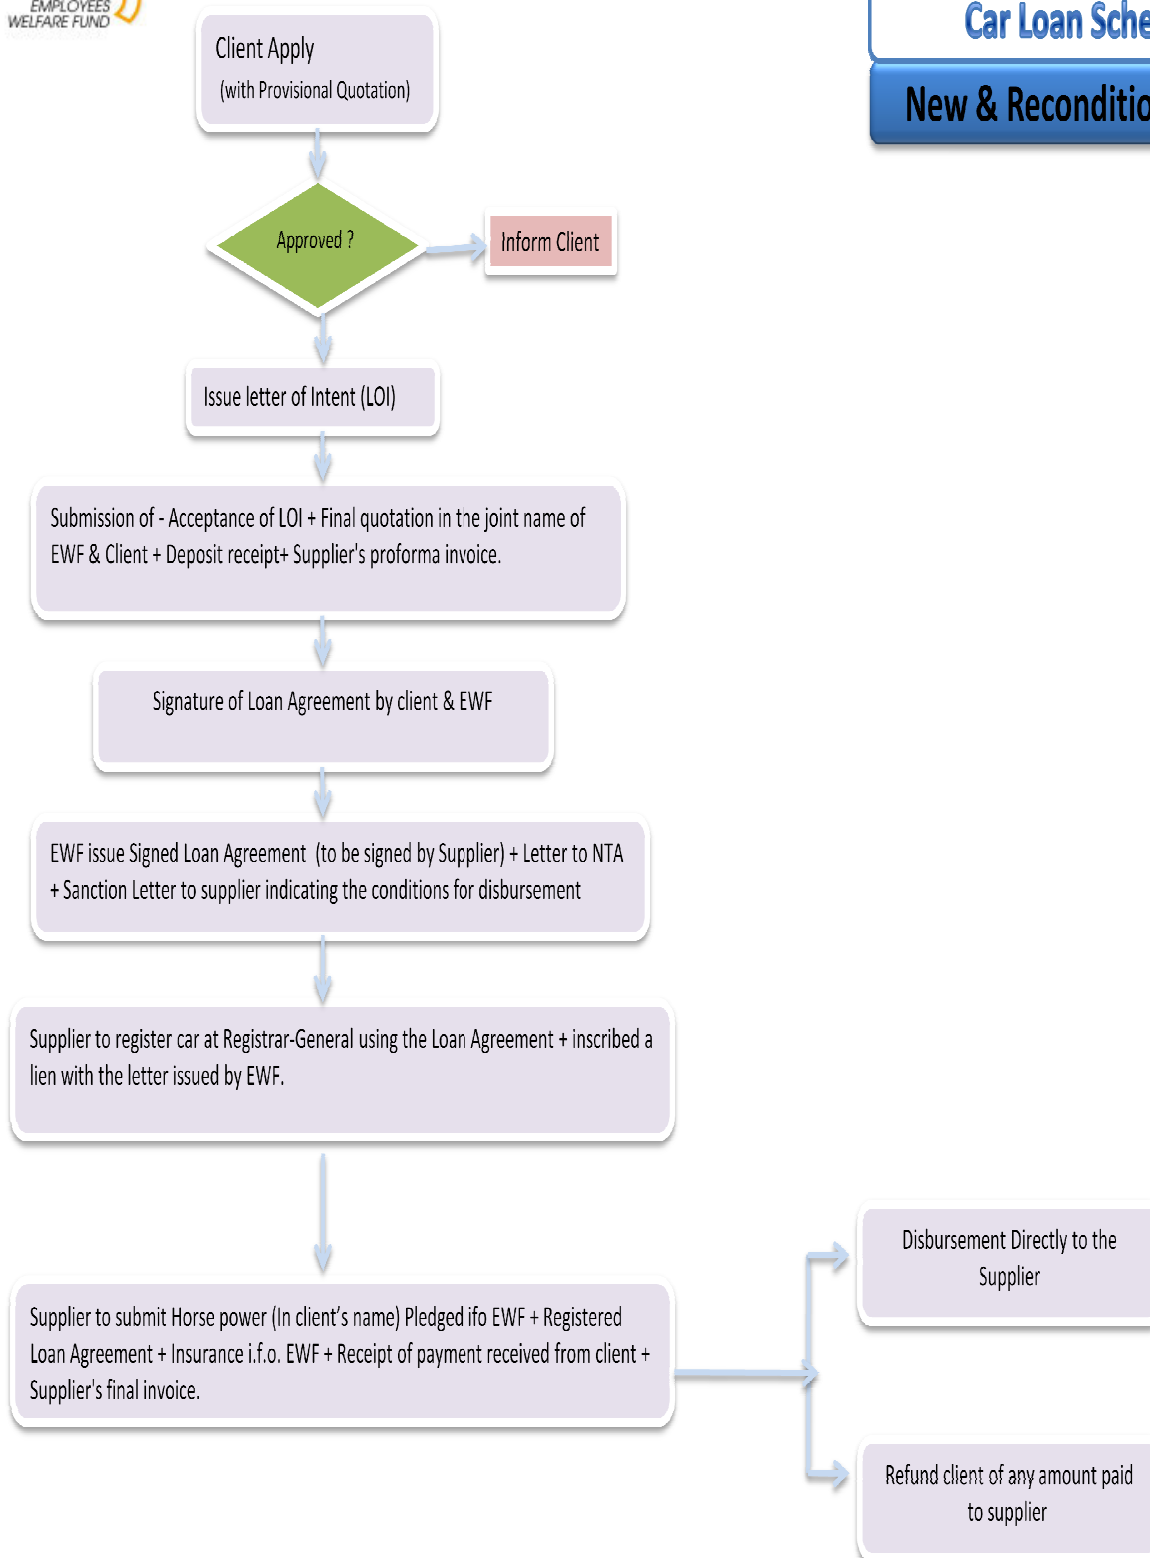 EMPLOYEES
WELFARE FUND
Car Loan Sche
New & Reconditio
Client Apply
(with Provisional Quotation)
Approved ?
Inform Client
Issue letter of Intent (LOI)
Submission of - Acceptance of LOI + Final quotation in the joint name of
EWF & Client + Deposit receipt+ Supplier's proforma invoice.
Signature of Loan Agreement by client & EWF
EWF issue Signed Loan Agreement (to be signed by Supplier) + Letter to NTA
+ Sanction Letter to supplier indicating the conditions for disbursement
Supplier to register car at Registrar-General using the Loan Agreement + inscribed a
lien with the letter issued by EWF.
Supplier to submit Horse power (In client’s name) Pledged ifo EWF + Registered
Loan Agreement + Insurance i.f.o. EWF + Receipt of payment received from client +
Supplier's final invoice.
Disbursement Directly to the
Supplier
Refund client of any amount paid
to supplier